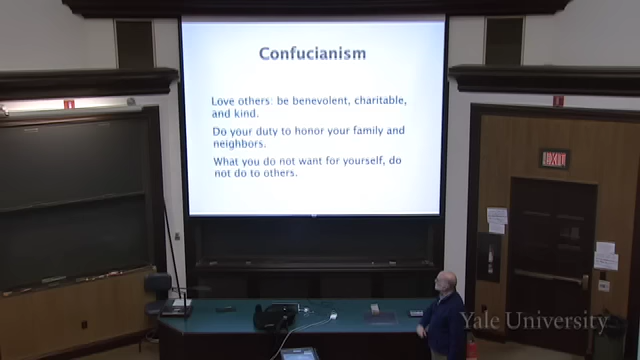 Confucianism
Love others: be benevolent, charitable,
and kind.
Do your duty to honor your family and
neighbors.
What you do not want for yourself, do
not do to others.
EXIT
Yale University